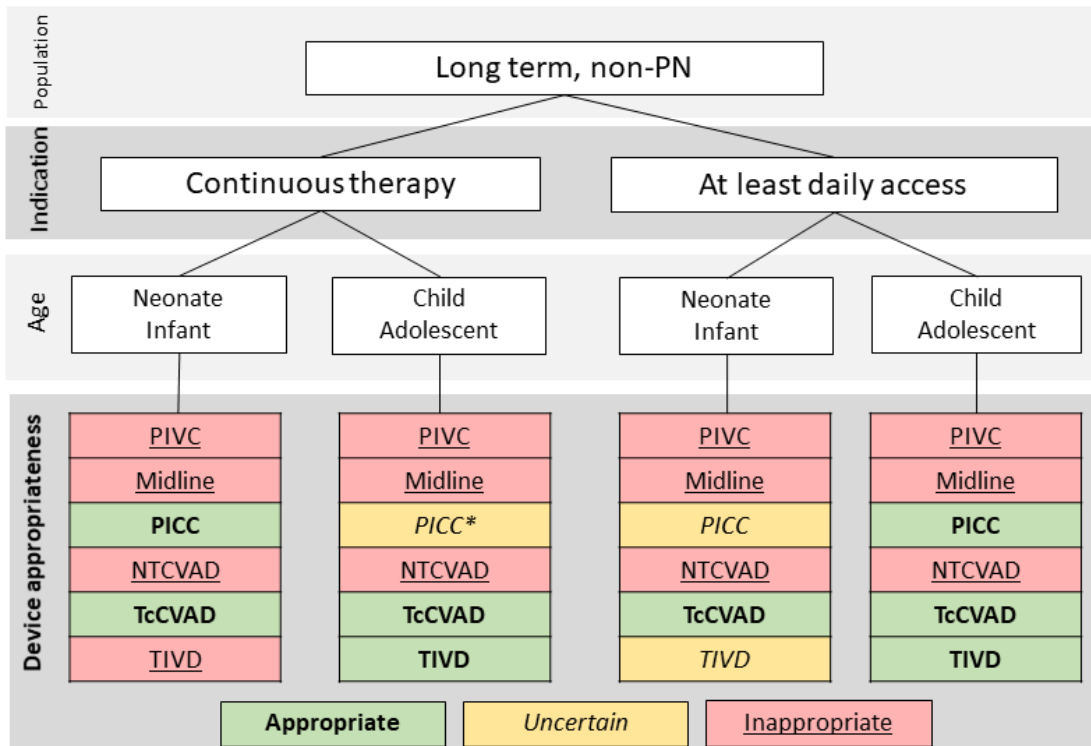 Population
Long term, non-PN
Indication
Continuous therapy
At least daily access
Age
Neonate
Infant
Child
Adolescent
Neonate
Infant
Child
Adolescent
Device appropriateness
PIVC
Midline
PICC
NTCVAD
TcCVAD
TIVD
PIVC
Midline
PICC*
NTCVAD
TcCVAD
TIVD
PIVC
Midline
PICC
NTCVAD
TcCVAD
TIVD
PIVC
Midline
PICC
NTCVAD
TcCVAD
TIVD
Appropriate
Uncertain
Inappropriate